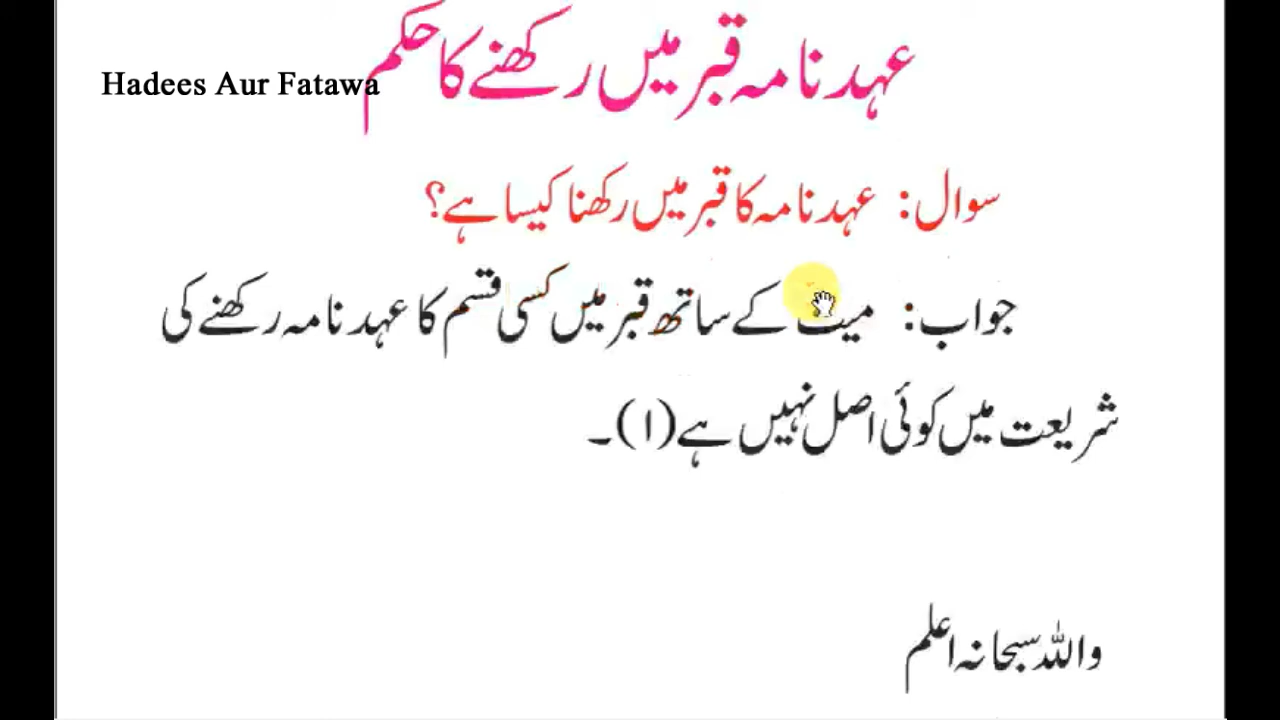 عہد نامہ قبر میں رکھنے کا حکم
Hadees Aur Fatawa
سوال: عہد نامہ کا قبر میں رکھنا کیسا ہے؟
جواب: میت کے ساتھ قبر میں کسی قسم کا عہد نامہ رکھنے کی
شریعت میں کوئی اصل نہیں ہے (۱)۔
واللہ سبحانہ اعلم